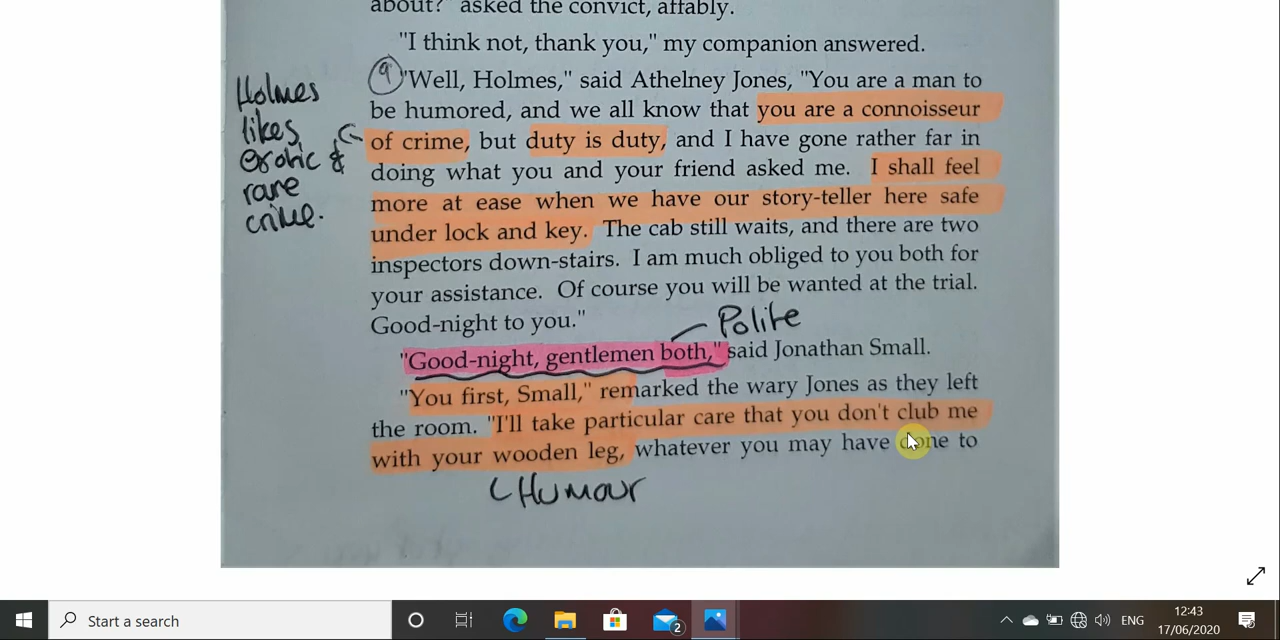 about?" asked the convict, affably.
"I think not, thank you," my companion answered.
9 "Well, Holmes," said Athelney Jones, "You are a man to
be humored, and we all know that you are a connoisseur
of crime, but duty is duty, and I have gone rather far in
doing what you and your friend asked me. I shall feel
more at ease when we have our story-teller here safe
under lock and key. The cab still waits, and there are two
inspectors down-stairs. I am much obliged to you both for
your assistance. Of course you will be wanted at the trial.
Good-night to you."
"Good-night, gentlemen both," said Jonathan Small.
"You first, Small," remarked the wary Jones as they left
the room. "I'll take particular care that you don't club me
with your wooden leg, whatever you may have done to
Holmes
likes
exotic &
rare
crime.
Polite
Humour
Start a search
2
ENG
12:43
17/06/2020